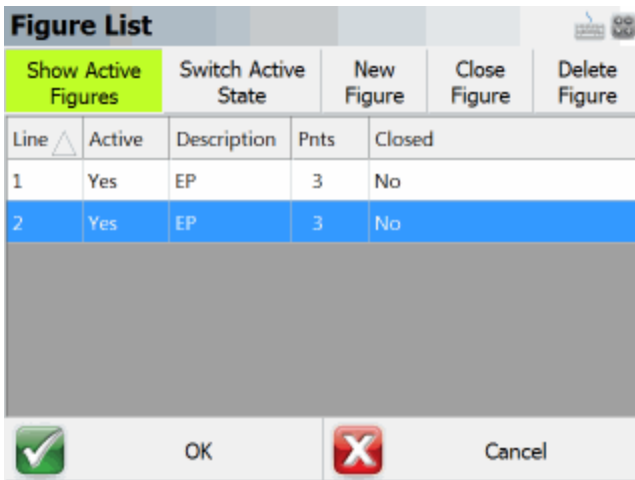 Figure List
Show Active Figures Switch Active State New Figure Close Figure Delete Figure
Line Active Description Pnts Closed
1 Yes EP 3 No
2 Yes EP 3 No
OK Cancel